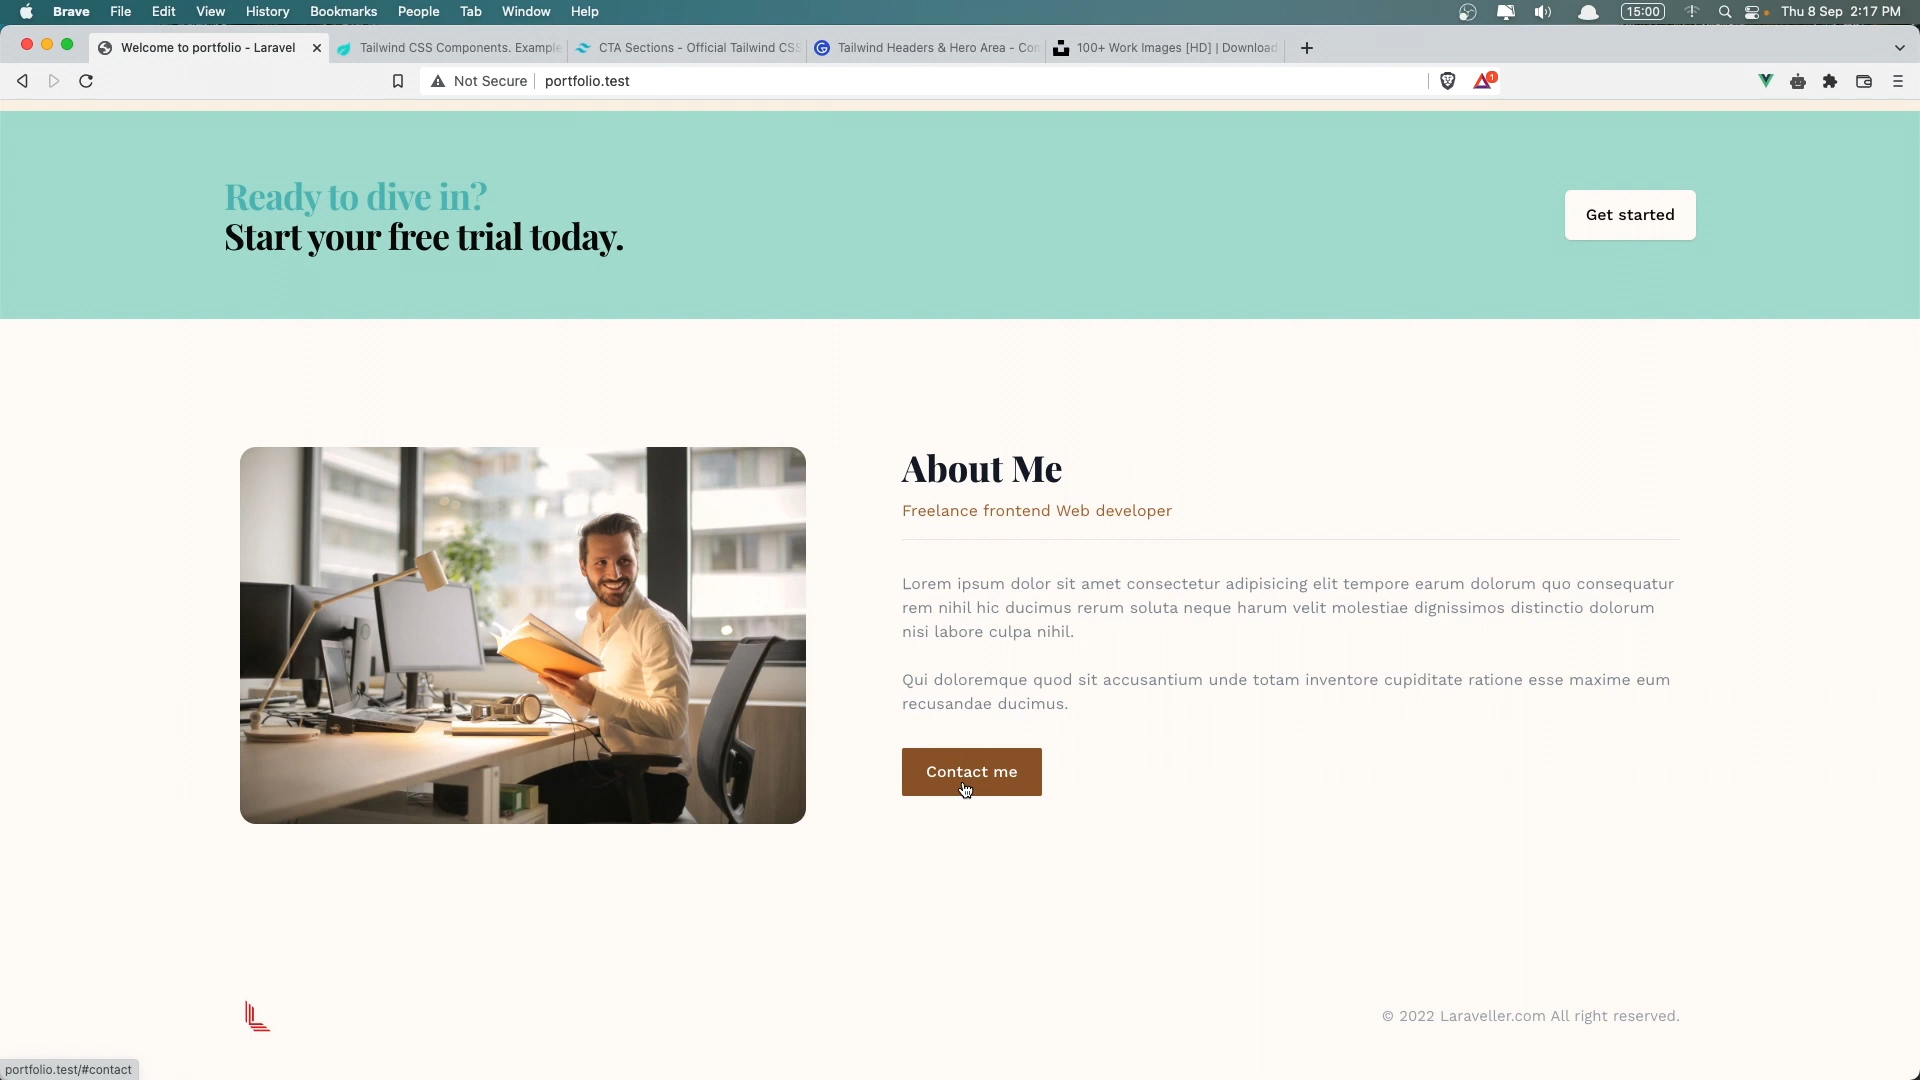 Brave File Edit View History Bookmarks People Tab Window Help 15:00 Thu 8 Sep 2:17 PM
Welcome to portfolio - Laravel Tailwind CSS Components. Example CTA Sections - Official Tailwind CSS Tailwind Headers & Hero Area - Con 100+ Work Images [HD] | Download
Not Secure portfolio.test 1
Ready to dive in?
Start your free trial today.
Get started
About Me
Freelance frontend Web developer
Lorem ipsum dolor sit amet consectetur adipisicing elit tempore earum dolorum quo consequatur
rem nihil hic ducimus rerum soluta neque harum velit molestiae dignissimos distinctio dolorum
nisi labore culpa nihil.
Qui doloremque quod sit accusantium unde totam inventore cupiditate ratione esse maxime eum
recusandae ducimus.
Contact me
© 2022 Laraveller.com All right reserved.
portfolio.test/#contact